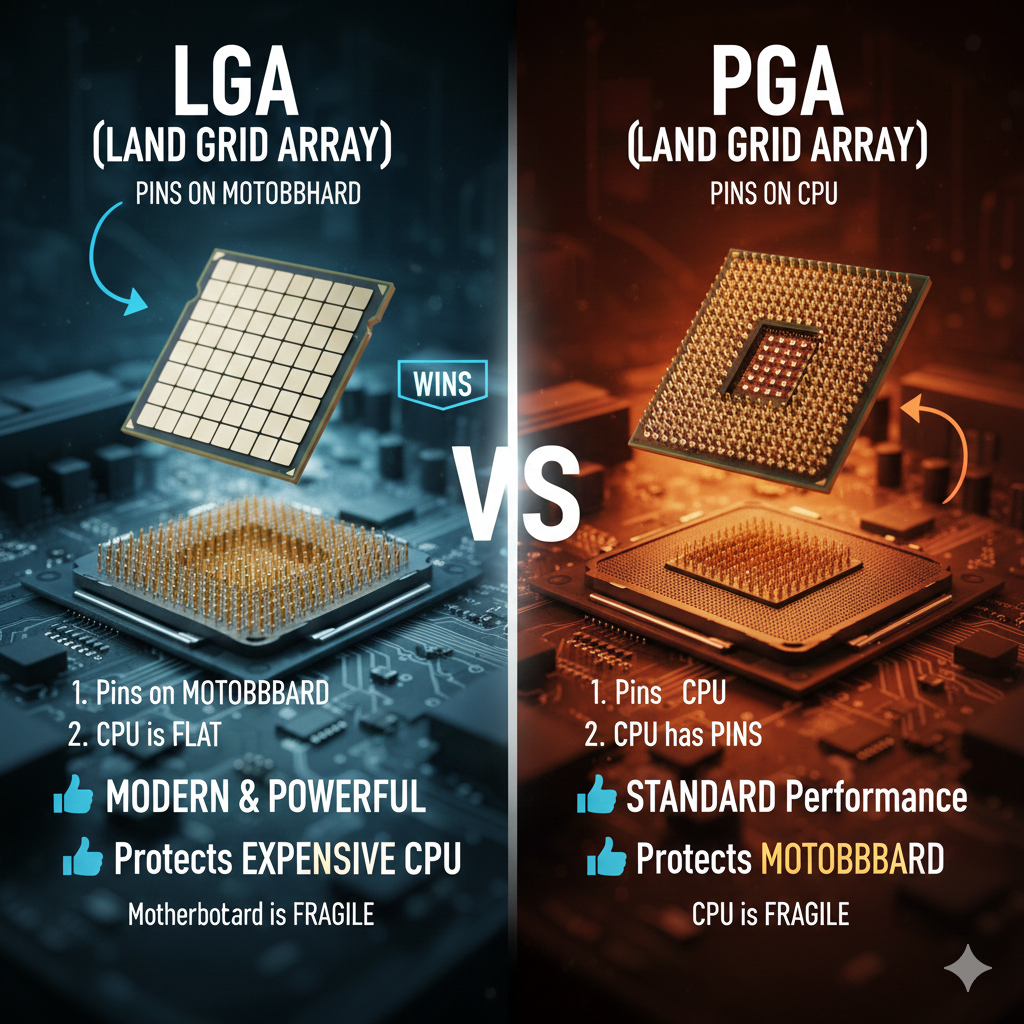 LGA
(LAND GRID ARRAY)
PINS ON MOTOBBHARD
WINS
VS
1. Pins on MOTOBBBARD
2. CPU is FLAT
MODERN & POWERFUL
Protects EXPENSIVE CPU
Motherbotard is FRAGILE
PGA
(LAND GRID ARRAY)
PINS ON CPU
1. Pins CPU
2. CPU has PINS
STANDARD Performance
Protects MOTOBBBARD
CPU is FRAGILE